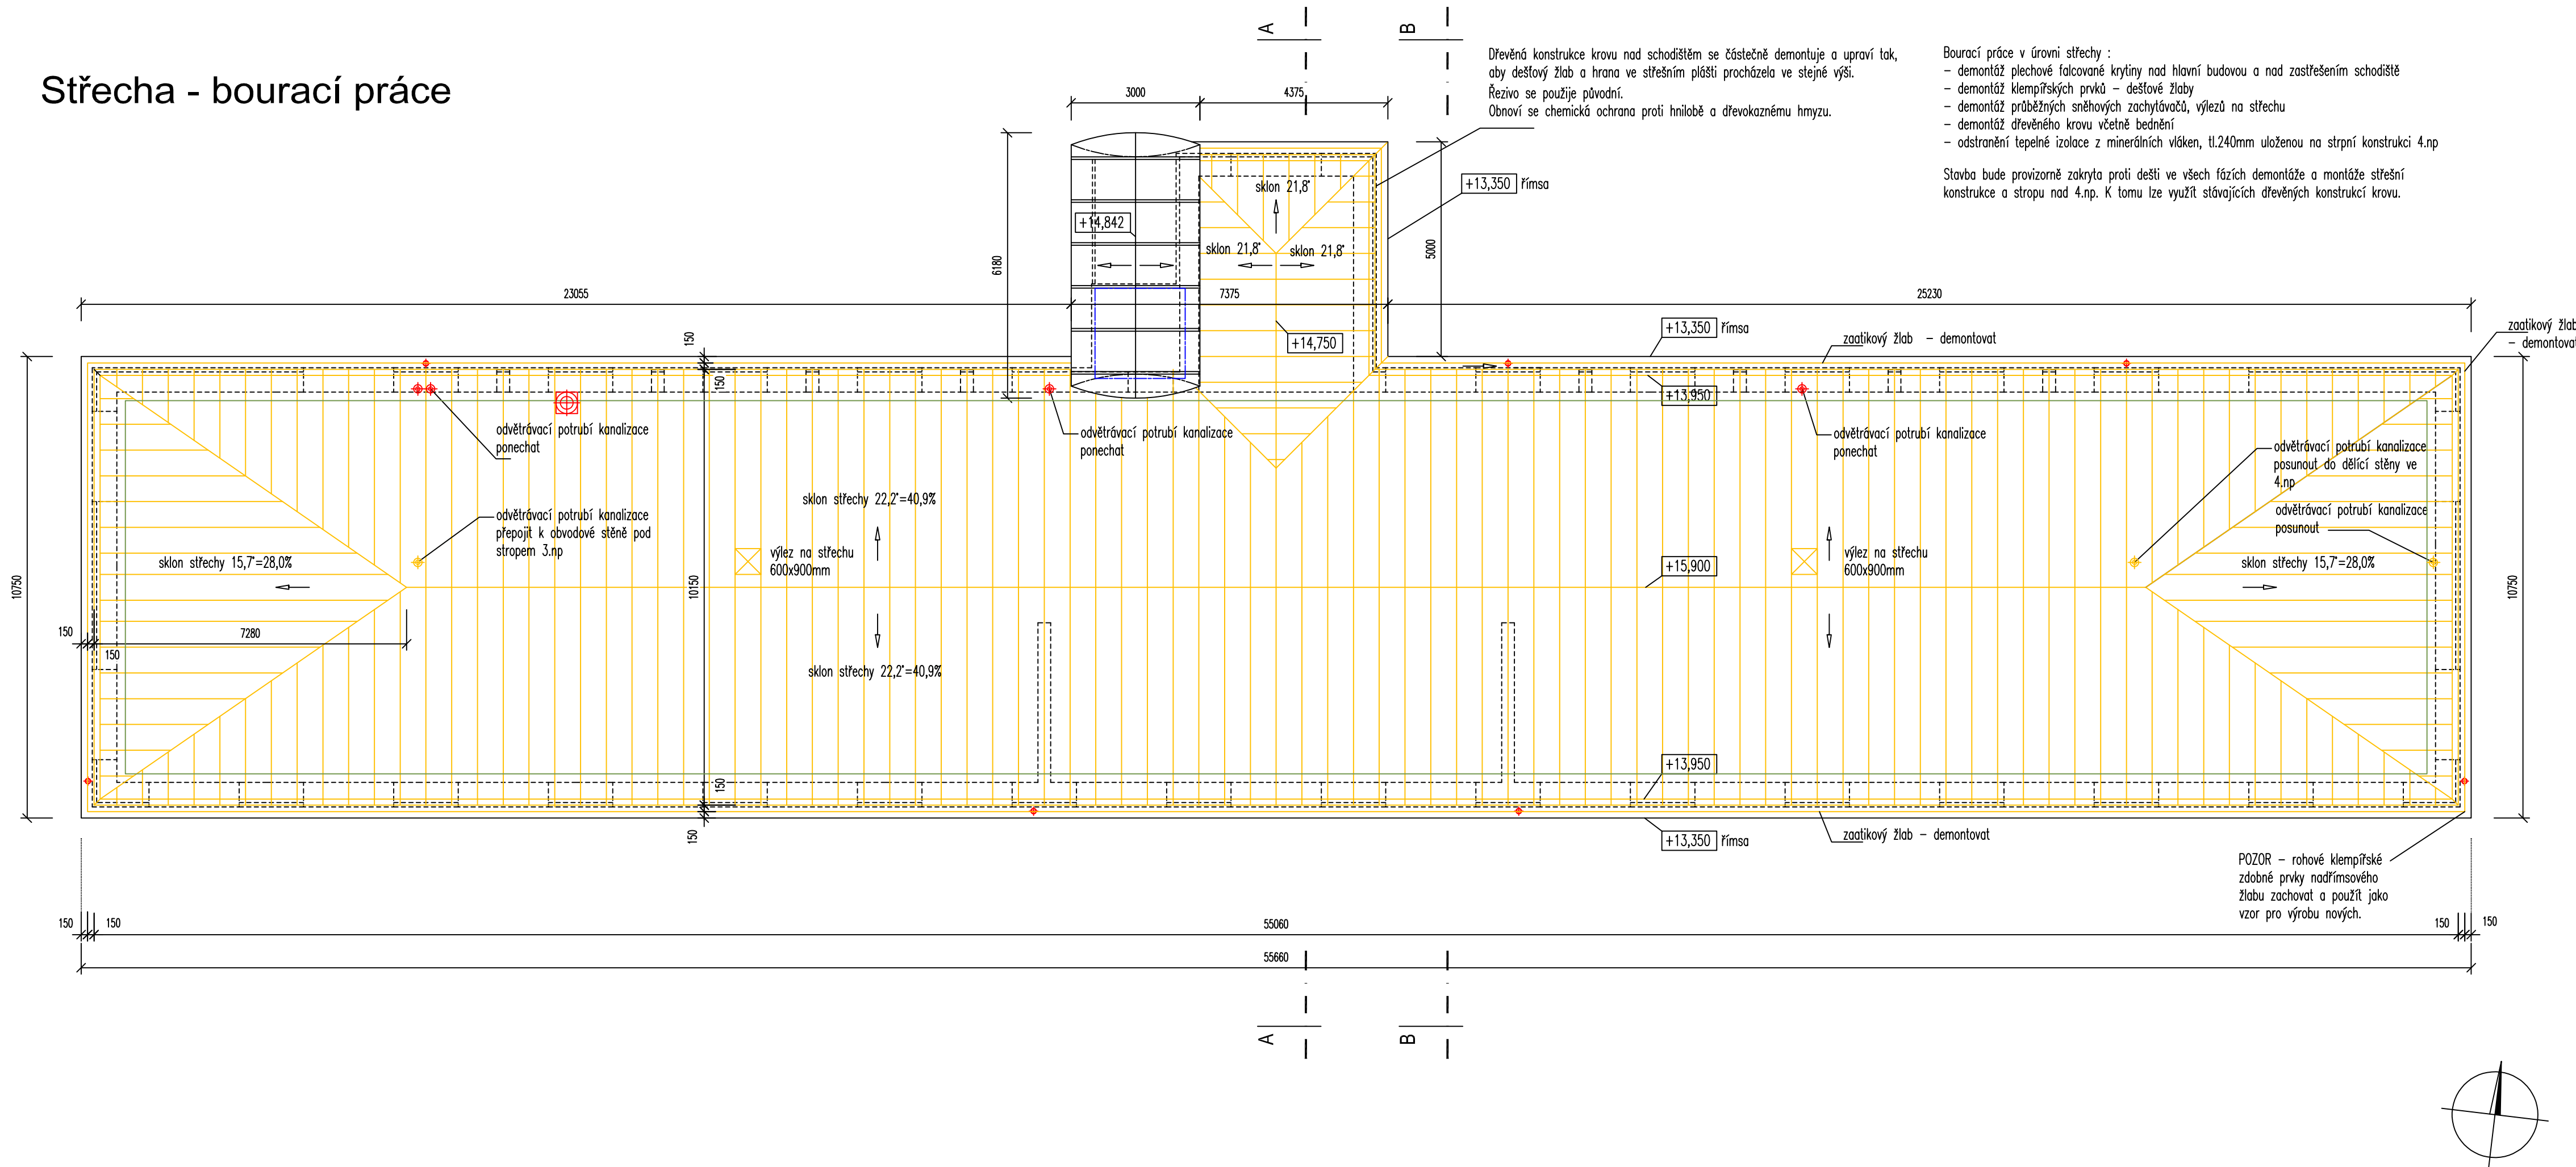 Střecha - bourací práce
A
B
Dřevěná konstrukce krovu nad schodištěm se částečně demontuje a upraví tak,
aby dešťový žlab a hrana ve střešním plášti procházela ve stejné výši.
Řezivo se použije původní.
Obnoví se chemická ochrana proti hnilobě a dřevokaznému hmyzu.
Bourací práce v úrovni střechy :
- demontáž plechové falcované krytiny nad hlavní budovou a nad zastřešením schodiště
- demontáž klempířských prvků - dešťové žlaby
- demontáž průběžných sněhových zachytávačů, výlezů na střechu
- demontáž dřevěného krovu včetně bednění
- odstranění tepelné izolace z minerálních vláken, tl.240mm uloženou na strpní konstrukci 4.np
Stavba bude provizorně zakryta proti dešti ve všech fázích demontáže a montáže střešní
konstrukce a stropu nad 4.np. K tomu lze využít stávajících dřevěných konstrukcí krovu.
3000
4375
+13,350 římsa
sklon 21,8°
+14,842
sklon 21,8°
sklon 21,8°
6180
5000
23055
7375
25230
150
150
+14,750
+13,350 římsa
zaatikový žlab - demontovat
zaatikový žlab
- demontovat
+13,950
odvětrávací potrubí kanalizace
ponechat
odvětrávací potrubí kanalizace
ponechat
odvětrávací potrubí kanalizace
ponechat
odvětrávací potrubí kanalizace
posunout do dělící stěny ve
4.np
odvětrávací potrubí kanalizace
posunout
sklon střechy 22,2°=40,9%
odvětrávací potrubí kanalizace
přepojit k obvodové stěně pod
stropem 3.np
sklon střechy 15,7°=28,0%
výlez na střechu
600x900mm
+15,900
výlez na střechu
600x900mm
sklon střechy 15,7°=28,0%
10750
10150
10750
150
7280
150
sklon střechy 22,2°=40,9%
+13,950
150
150
+13,350 římsa
zaatikový žlab - demontovat
POZOR - rohové klempířské
zdobné prvky nadřímsového
žlabu zachovat a použít jako
vzor pro výrobu nových.
150
150
55060
150
150
55660
A
B